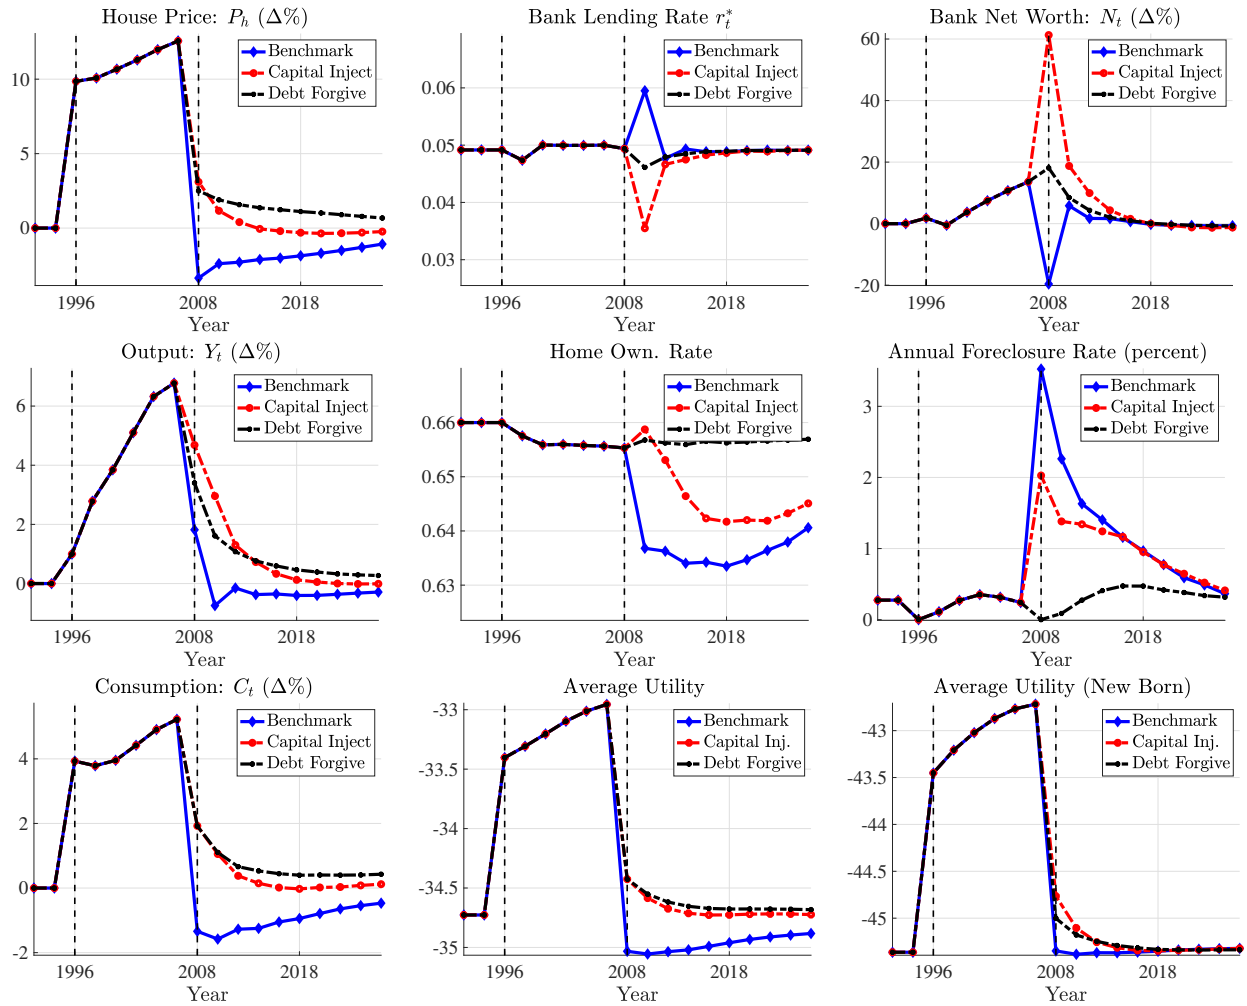 House Price: P_h (Δ%)
10
5
0
1996
2008
2018
Year
Benchmark
Capital Inject
Debt Forgive
Bank Lending Rate r_t^*
0.06
0.05
0.04
0.03
1996
2008
2018
Year
Benchmark
Capital Inject
Debt Forgive
Bank Net Worth: N_t (Δ%)
60
40
20
0
-20
1996
2008
2018
Year
Benchmark
Capital Inject
Debt Forgive
Output: Y_t (Δ%)
6
4
2
0
1996
2008
2018
Year
Benchmark
Capital Inject
Debt Forgive
Home Own. Rate
0.66
0.65
0.64
0.63
1996
2008
2018
Year
Benchmark
Capital Inject
Debt Forgive
Annual Foreclosure Rate (percent)
3
2
1
0
1996
2008
2018
Year
Benchmark
Capital Inject
Debt Forgive
Consumption: C_t (Δ%)
4
2
0
-2
1996
2008
2018
Year
Benchmark
Capital Inject
Debt Forgive
Average Utility
-33
-33.5
-34
-34.5
-35
1996
2008
2018
Year
Benchmark
Capital Inj.
Debt Forgive
Average Utility (New Born)
-43
-43.5
-44
-44.5
-45
1996
2008
2018
Year
Benchmark
Capital Inj.
Debt Forgive